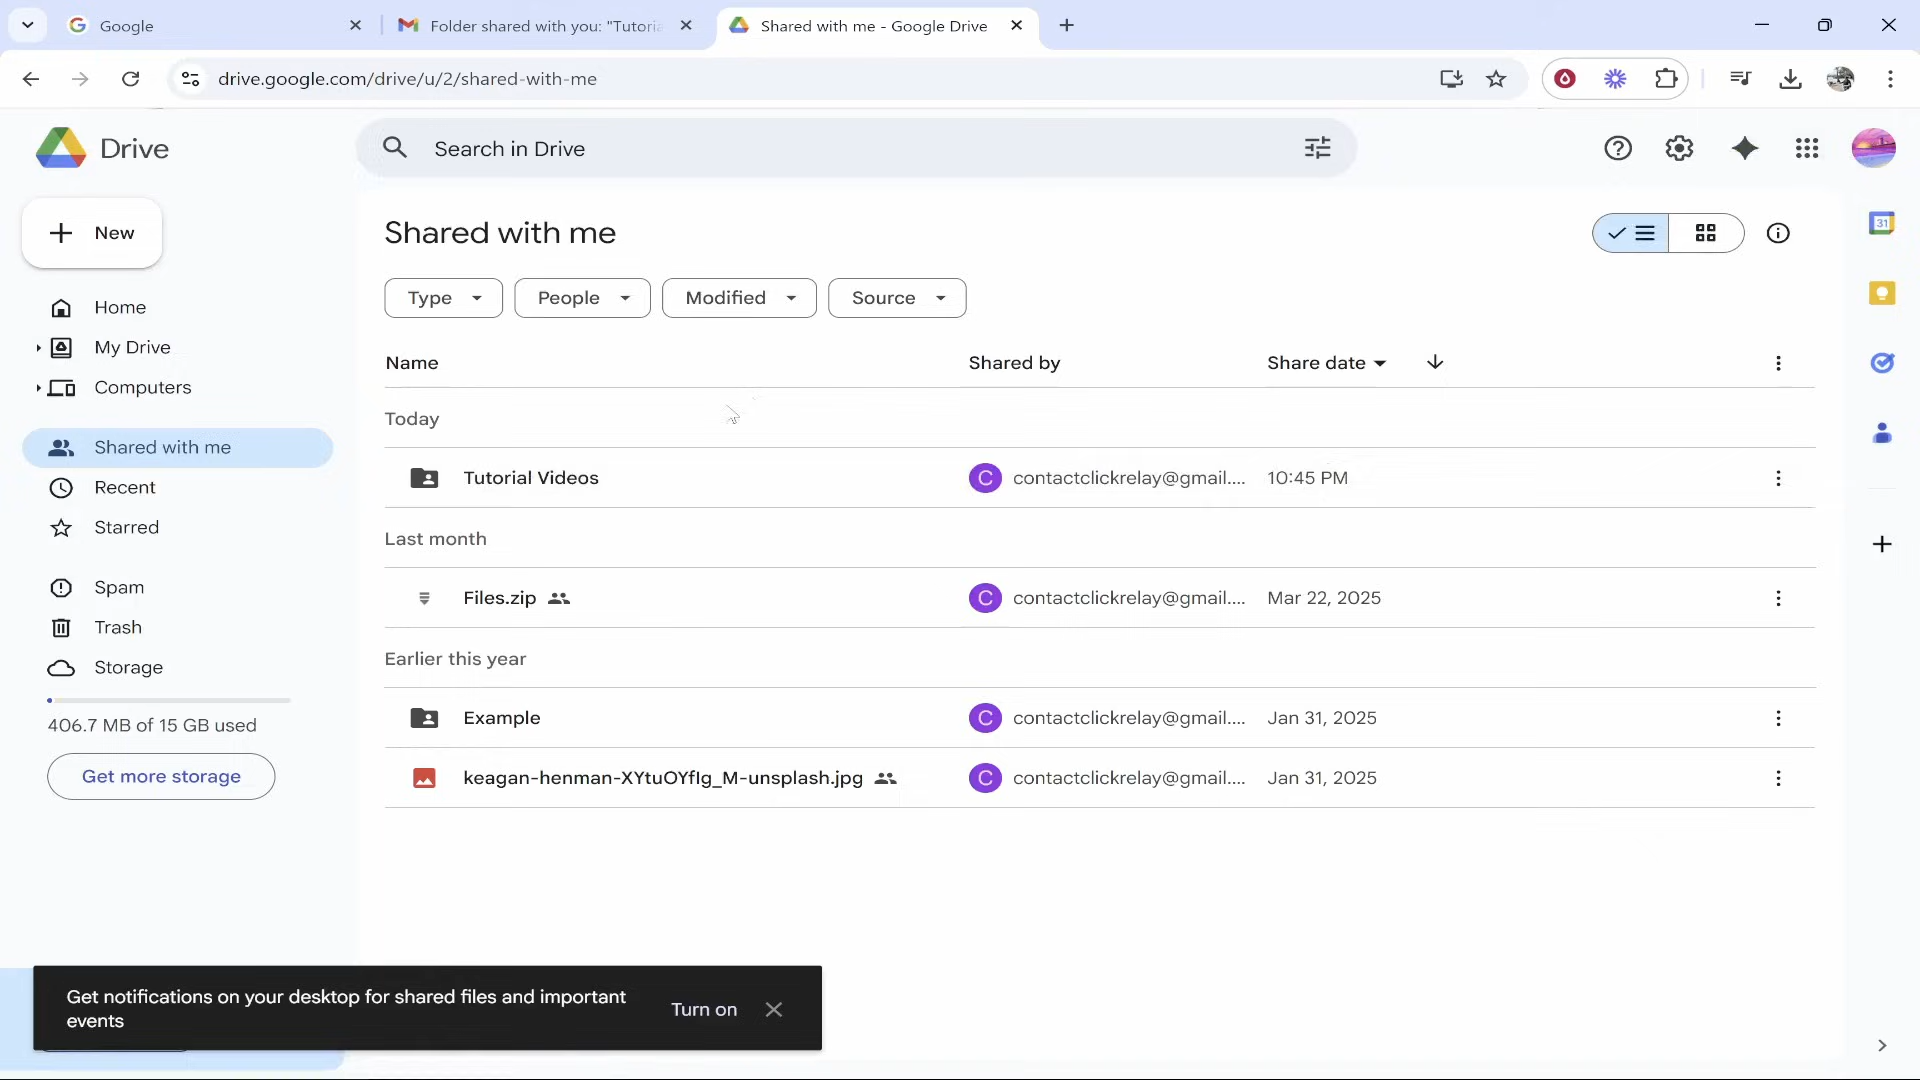 Google
Folder shared with you: "Tutoria
Shared with me - Google Drive
drive.google.com/drive/u/2/shared-with-me
Drive
Search in Drive
New
Shared with me
31
Home
My Drive
Computers
Type
People
Modified
Source
Name
Shared by
Share date
Today
Shared with me
Recent
Starred
Tutorial Videos
C
contactclickrelay@gmail....
10:45 PM
Last month
Spam
Trash
Storage
Files.zip
C
contactclickrelay@gmail....
Mar 22, 2025
Earlier this year
406.7 MB of 15 GB used
Get more storage
Example
C
contactclickrelay@gmail....
Jan 31, 2025
keagan-henman-XYtuOYfIg_M-unsplash.jpg
C
contactclickrelay@gmail....
Jan 31, 2025
Get notifications on your desktop for shared files and important
events
Turn on